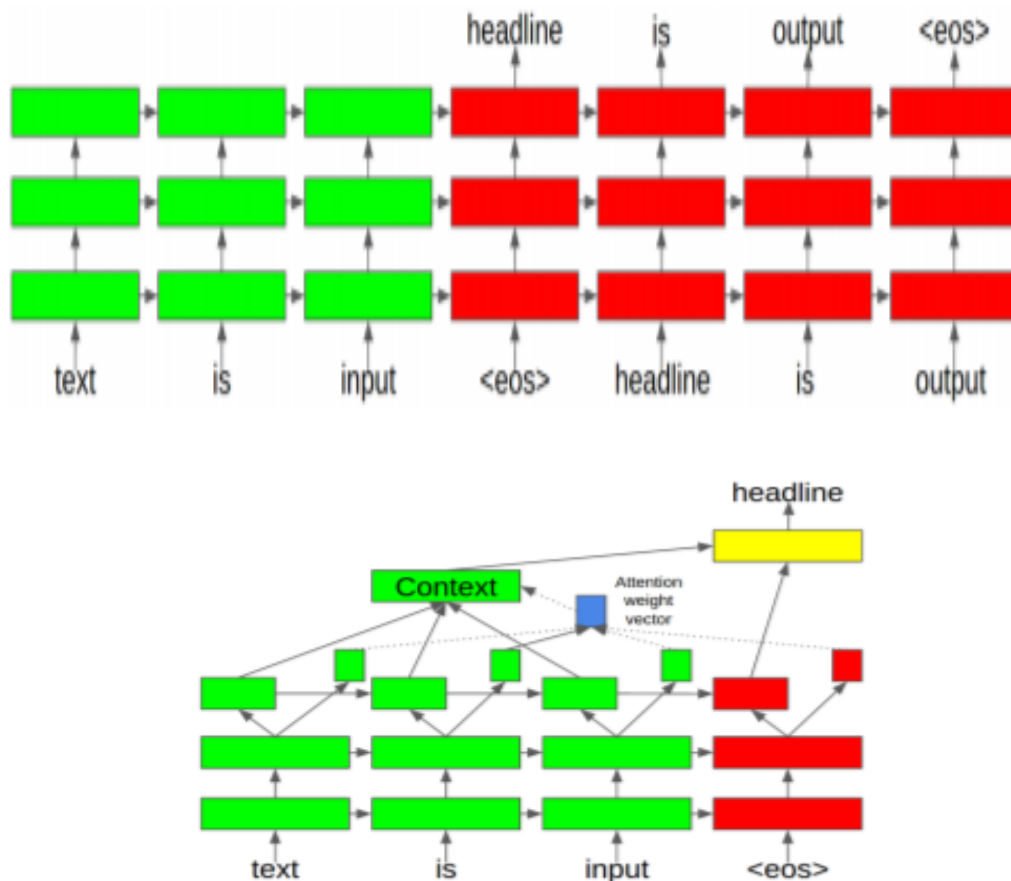 headline is output <eos>
text is input <eos> headline is output
headline
Context
Attention
weight
vector
text is input <eos>